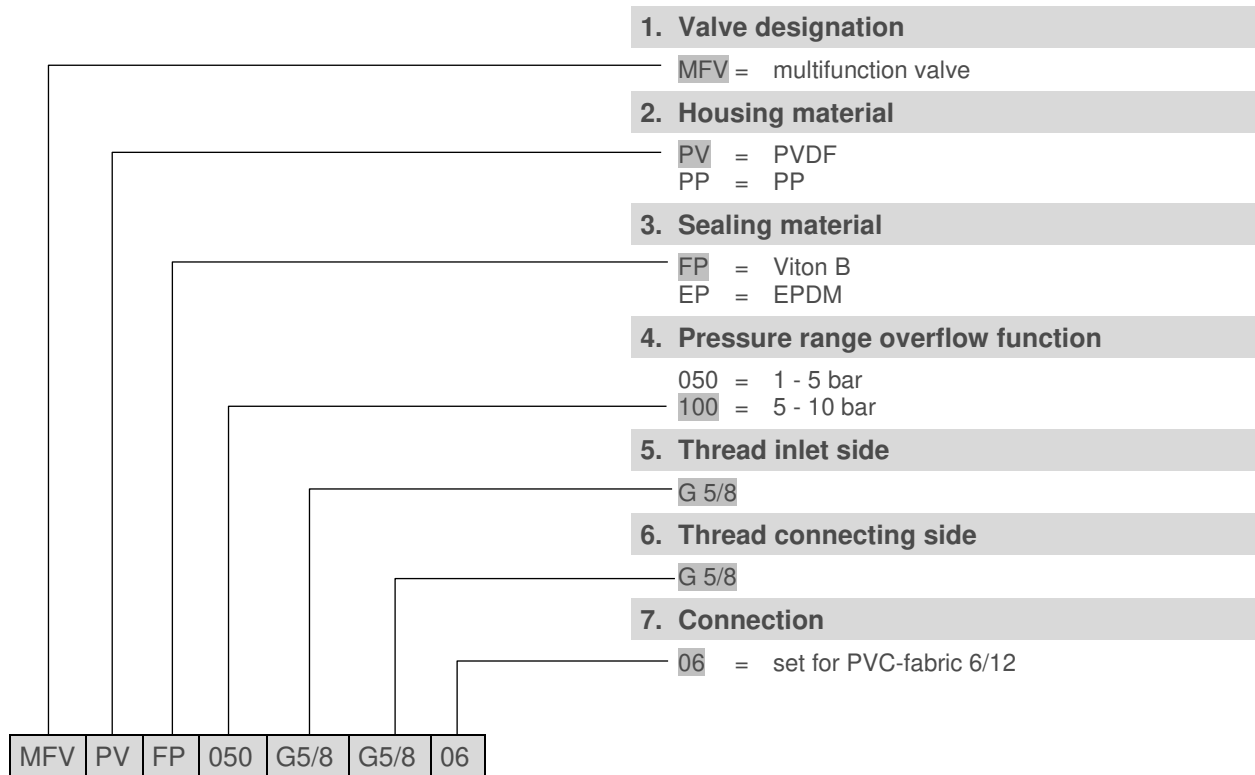 1. Valve designation
MFV = multifunction valve
2. Housing material
PV = PVDF
PP = PP
3. Sealing material
FP = Viton B
EP = EPDM
4. Pressure range overflow function
050 = 1 - 5 bar
100 = 5 - 10 bar
5. Thread inlet side
G 5/8
6. Thread connecting side
G 5/8
7. Connection
06 = set for PVC-fabric 6/12
MFV PV FP 050 G5/8 G5/8 06